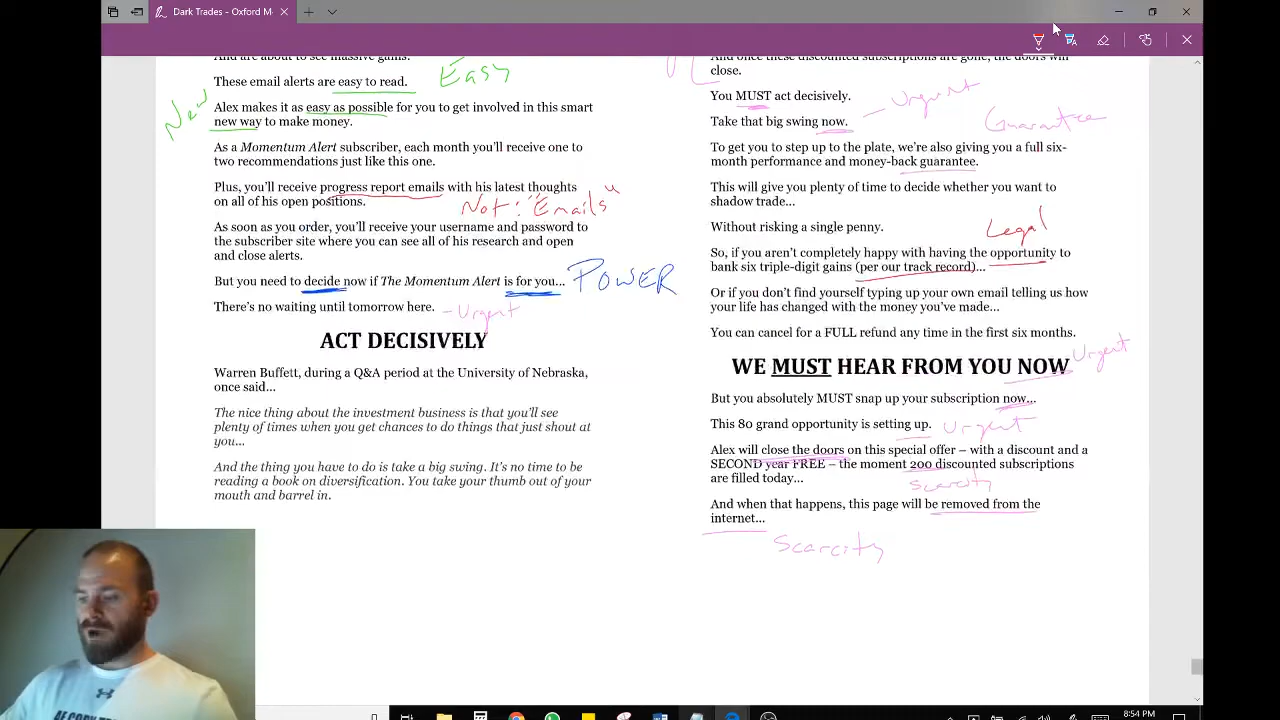 Dark Trades - Oxford M
And are about to see massive gains.
These email alerts are easy to read.
Easy
New
Alex makes it as easy as possible for you to get involved in this smart
new way to make money.
As a Momentum Alert subscriber, each month you'll receive one to
two recommendations just like this one.
Plus, you'll receive progress report emails with his latest thoughts
on all of his open positions.
Not: "Emails"
As soon as you order, you'll receive your username and password to
the subscriber site where you can see all of his research and open
and close alerts.
But you need to decide now if The Momentum Alert is for you...
POWER
There's no waiting until tomorrow here.
- Urgent
ACT DECISIVELY
Warren Buffett, during a Q&A period at the University of Nebraska,
once said...
The nice thing about the investment business is that you'll see
plenty of times when you get chances to do things that just shout at
you...
And the thing you have to do is take a big swing. It's no time to be
reading a book on diversification. You take your thumb out of your
mouth and barrel in.
And once these discounted subscriptions are gone, the doors will
close.
You MUST act decisively.
- Urgent
Take that big swing now.
Guarantee
To get you to step up to the plate, we're also giving you a full six-
month performance and money-back guarantee.
This will give you plenty of time to decide whether you want to
shadow trade...
Without risking a single penny.
Legal
So, if you aren't completely happy with having the opportunity to
bank six triple-digit gains (per our track record)...
Or if you don't find yourself typing up your own email telling us how
your life has changed with the money you've made...
You can cancel for a FULL refund any time in the first six months.
WE MUST HEAR FROM YOU NOW
Urgent
But you absolutely MUST snap up your subscription now...
This 80 grand opportunity is setting up.
Urgent
Alex will close the doors on this special offer – with a discount and a
SECOND year FREE – the moment 200 discounted subscriptions
are filled today...
Scarcity
And when that happens, this page will be removed from the
internet...
Scarcity
8:54 PM